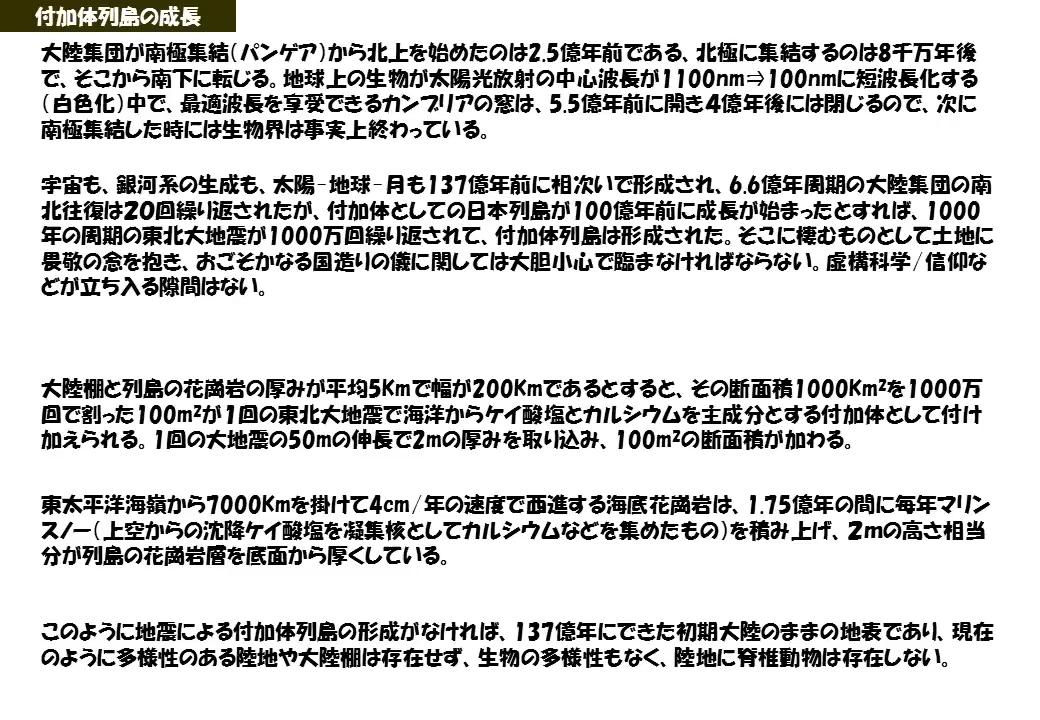 付加体列島の成長
大陸集団が南極集結(パンゲア)から北上を始めたのは2.5億年前である、北極に集結するのは8千万年後
で、そこから南下に転じる。地球上の生物が太陽光放射の中心波長が1100nm⇒100nmに短波長化する
(白色化)中で、最適波長を享受できるカンブリアの窓は、5.5億年前に開き4億年後には閉じるので、次に
南極集結した時には生物界は事実上終わっている。
宇宙も、銀河系の生成も、太陽-地球-月も137億年前に相次いで形成され、6.6億年周期の大陸集団の南
北往復は20回繰り返されたが、付加体としての日本列島が100億年前に成長が始まったとすれば、1000
年の周期の東北大地震が1000万回繰り返されて、付加体列島は形成された。そこに棲むものとして土地に
畏敬の念を抱き、おごそかなる国造りの儀に関しては大胆小心で臨まなければならない。虚構科学/信仰な
どが立ち入る隙間はない。
大陸棚と列島の花崗岩の厚みが平均5Kmで幅が200Kmであるとすると、その断面積1000Km²を1000万
回で割った100m²が1回の東北大地震で海洋からケイ酸塩とカルシウムを主成分とする付加体として付け
加えられる。1回の大地震の50mの伸長で2mの厚みを取り込み、100m²の断面積が加わる。
東太平洋海嶺から7000Kmを掛けて4cm/年の速度で西進する海底花崗岩は、1.75億年の間に毎年マリン
スノー(上空からの沈降ケイ酸塩を凝集核としてカルシウムなどを集めたもの)を積み上げ、2mの高さ相当
分が列島の花崗岩層を底面から厚くしている。
このように地震による付加体列島の形成がなければ、137億年にできた初期大陸のままの地表であり、現在
のように多様性のある陸地や大陸棚は存在せず、生物の多様性もなく、陸地に脊椎動物は存在しない。